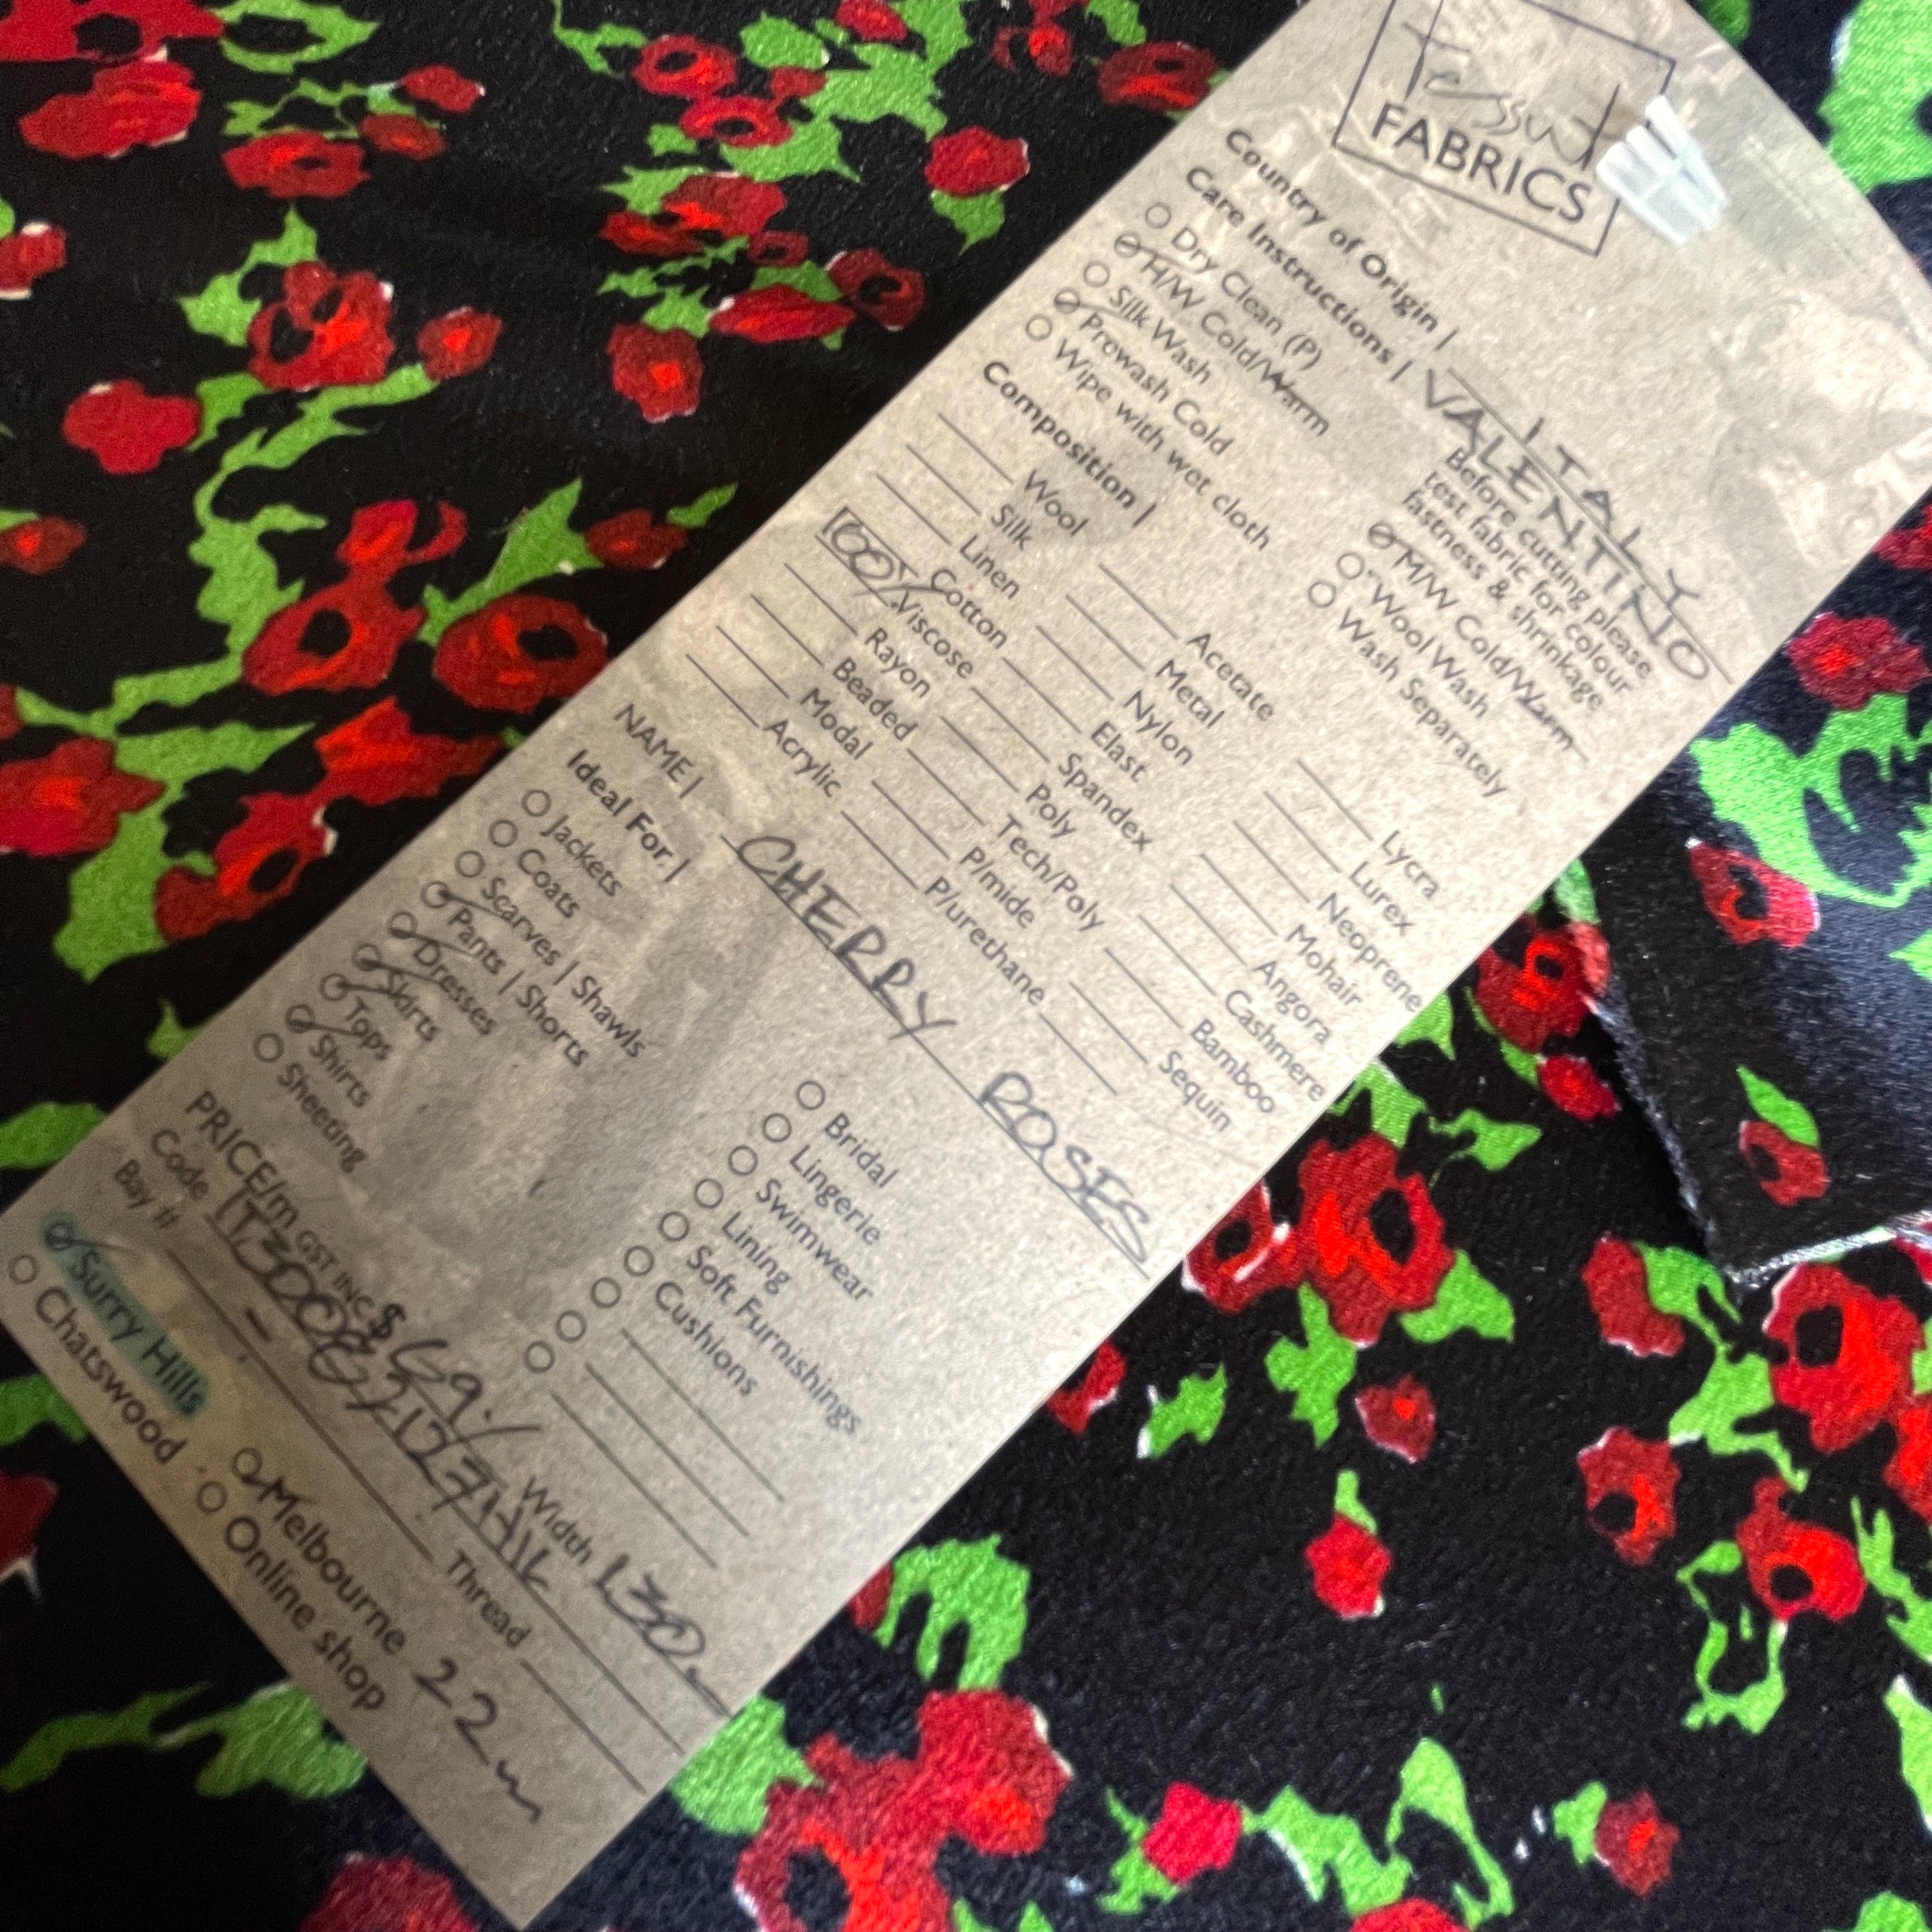 Tessuti
FABRICS
Country of Origin | ITALY
Care Instructions | VALENTINO
Dry Clean (P)
H/W Cold/Warm
Silk Wash
Prewash Cold
Wipe with wet cloth
Before cutting please
test fabric for colour
fastness & shrinkage
M/W Cold/Warm
Wool Wash
Wash Separately
Composition |
Wool
Silk
Linen
Cotton
100% Viscose
Rayon
Beaded
Modal
Acrylic
Acetate
Metal
Nylon
Elast
Spandex
Poly
Tech/Poly
P/mide
P/urethane
Lycra
Lurex
Neoprene
Mohair
Angora
Cashmere
Bamboo
Sequin
NAME | CHERRY ROSES
Ideal For |
Jackets
Coats
Scarves | Shawls
Pants | Shorts
Dresses
Skirts
Tops
Shirts
Sheeting
Bridal
Lingerie
Swimwear
Lining
Soft Furnishings
Cushions
PRICE/m GST INC $ 69./ Width 130
Code
Bay # - Thread
Surry Hills
Chatswood
Melbourne 22m
Online shop